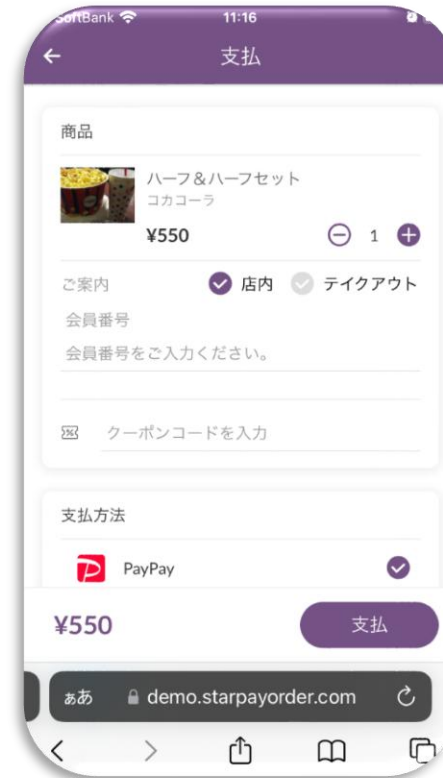 SoftBank 11:16
支払
商品
ハーフ&ハーフセット
コカコーラ
¥550
1
ご案内 店内 テイクアウト
会員番号
会員番号をご入力ください。
クーポンコードを入力
支払方法
PayPay
¥550 支払
ぁあ demo.starpayorder.com